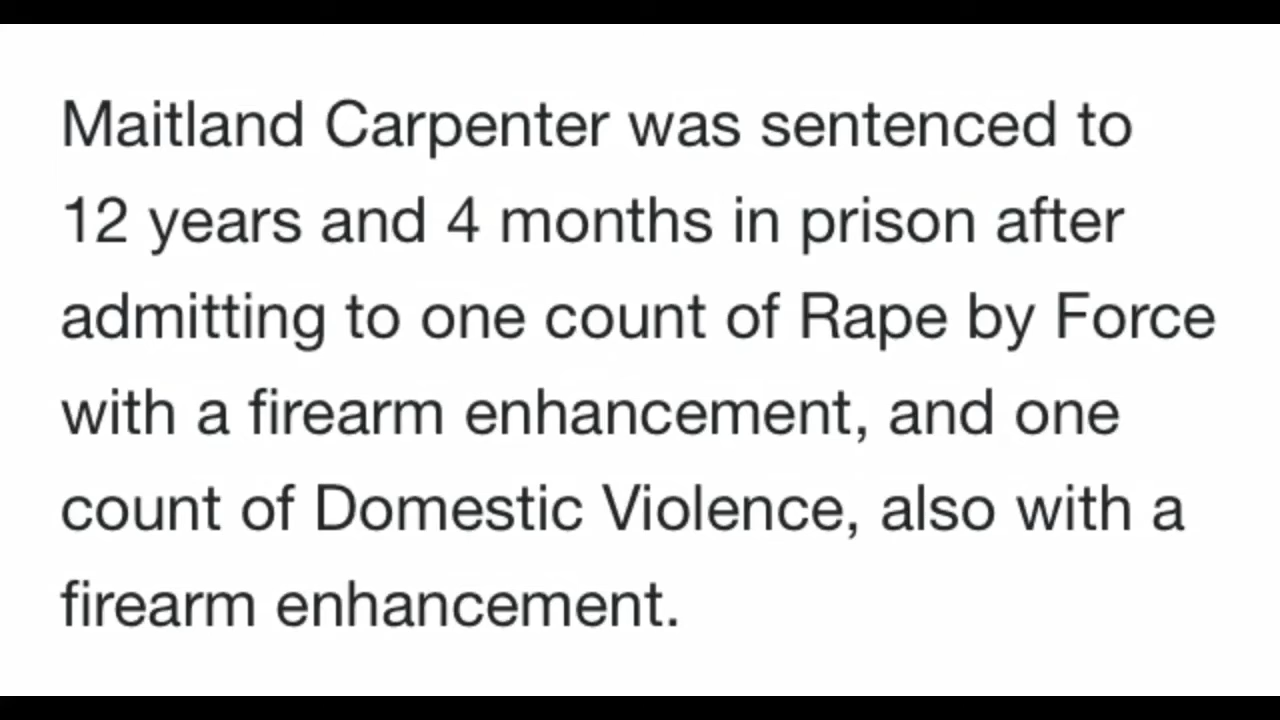 Maitland Carpenter was sentenced to
12 years and 4 months in prison after
admitting to one count of Rape by Force
with a firearm enhancement, and one
count of Domestic Violence, also with a
firearm enhancement.